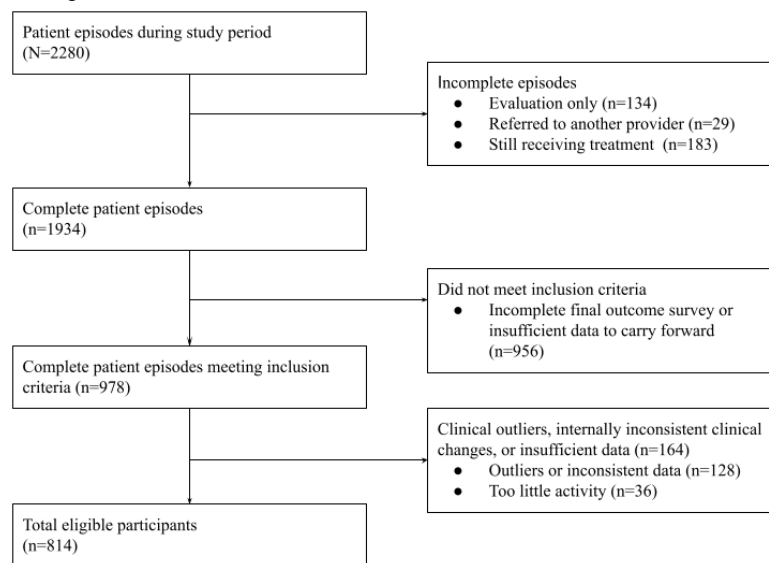 Patient episodes during study period
(N=2280)
Incomplete episodes
● Evaluation only (n=134)
● Referred to another provider (n=29)
● Still receiving treatment (n=183)
Complete patient episodes
(n=1934)
Did not meet inclusion criteria
● Incomplete final outcome survey or
insufficient data to carry forward
(n=956)
Complete patient episodes meeting inclusion
criteria (n=978)
Clinical outliers, internally inconsistent clinical
changes, or insufficient data (n=164)
● Outliers or inconsistent data (n=128)
● Too little activity (n=36)
Total eligible participants
(n=814)